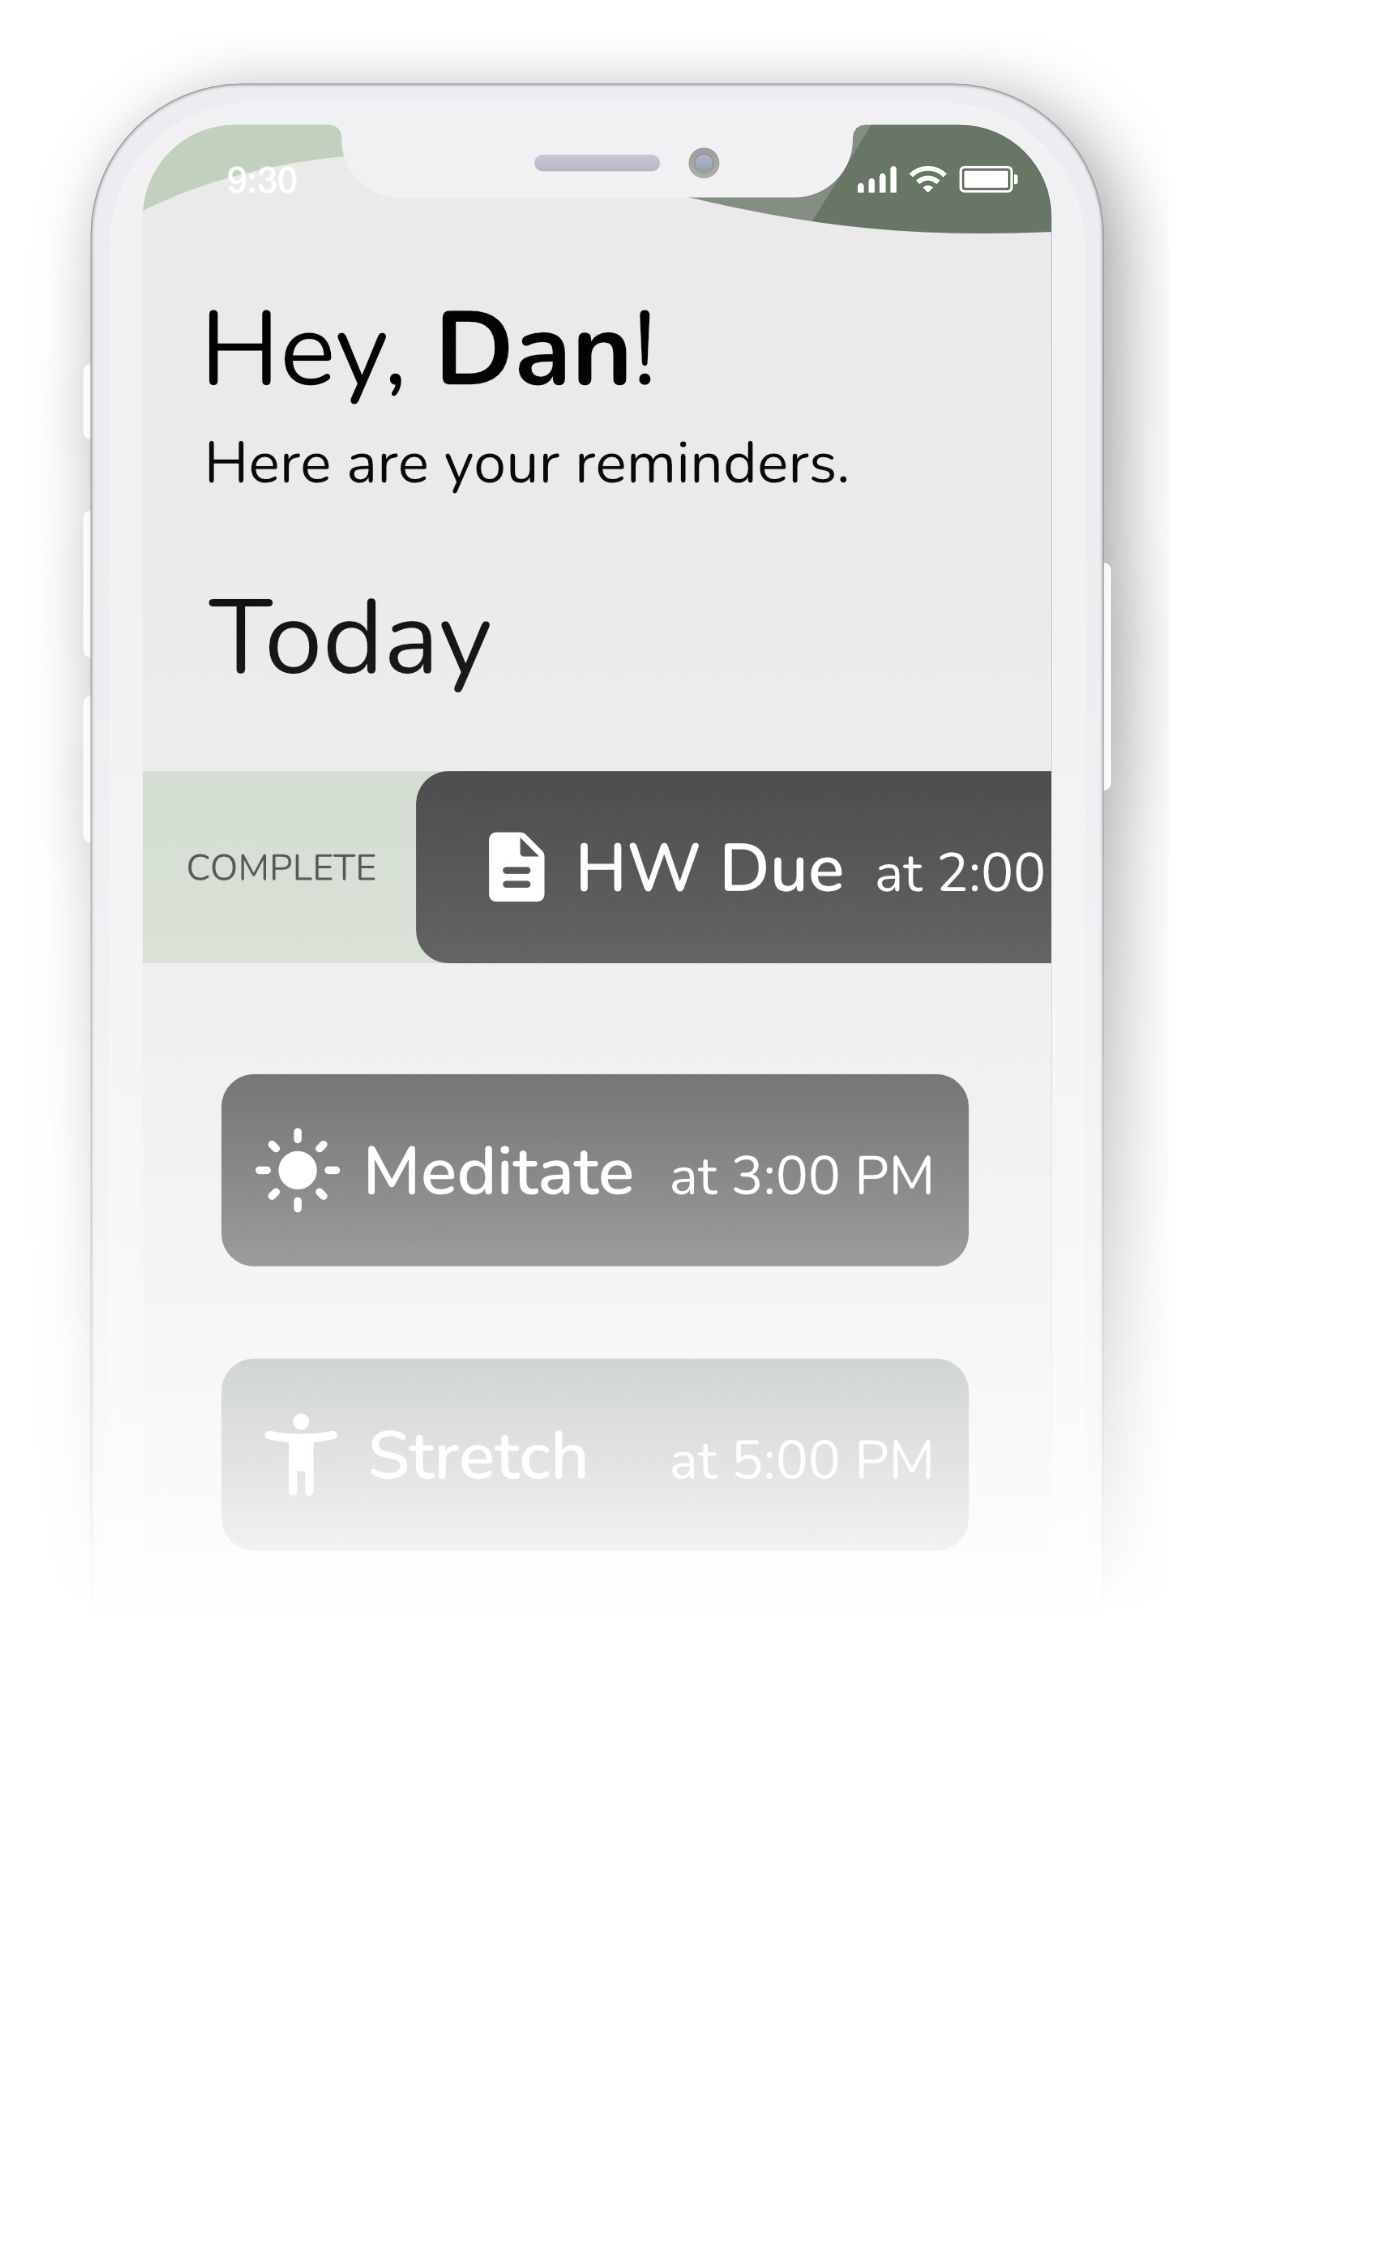 9:30
Hey, Dan!
Here are your reminders.
Today
COMPLETE HW Due at 2:00
Meditate at 3:00 PM
Stretch at 5:00 PM